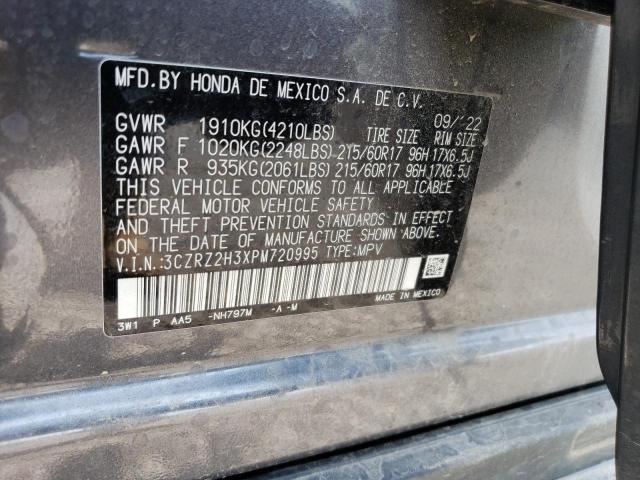 MFD.BY HONDA DE MEXICO S.A. DE C.V.
09/'22
GVWR 1910KG(4210LBS) TIRE SIZE RIM SIZE
GAWR F 1020KG(2248LBS) 215/60R17 96H 17X6.5J
GAWR R 935KG(2061LBS) 215/60R17 96H 17X6.5J
THIS VEHICLE CONFORMS TO ALL APPLICABLE
FEDERAL MOTOR VEHICLE SAFETY
AND THEFT PREVENTION STANDARDS IN EFFECT
ON THE DATE OF MANUFACTURE SHOWN ABOVE.
V.I.N.:3CZRZ2H3XPM720995 TYPE:MPV
MADE IN MEXICO
3W1 P AA5 -NH797M -A -M